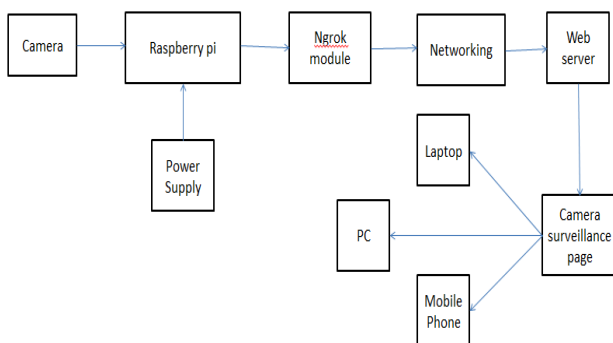 Camera
Raspberry pi
Ngrok
module
Networking
Web
server
Power
Supply
Laptop
PC
Camera
surveillance
page
Mobile
Phone